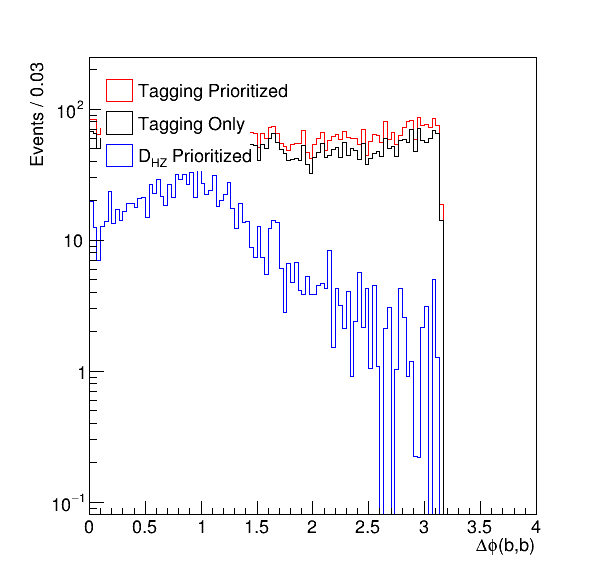 Events / 0.03
10²
10
1
10⁻¹
Tagging Prioritized
Tagging Only
D_HZ Prioritized
0 0.5 1 1.5 2 2.5 3 3.5 4
Δϕ(b,b)